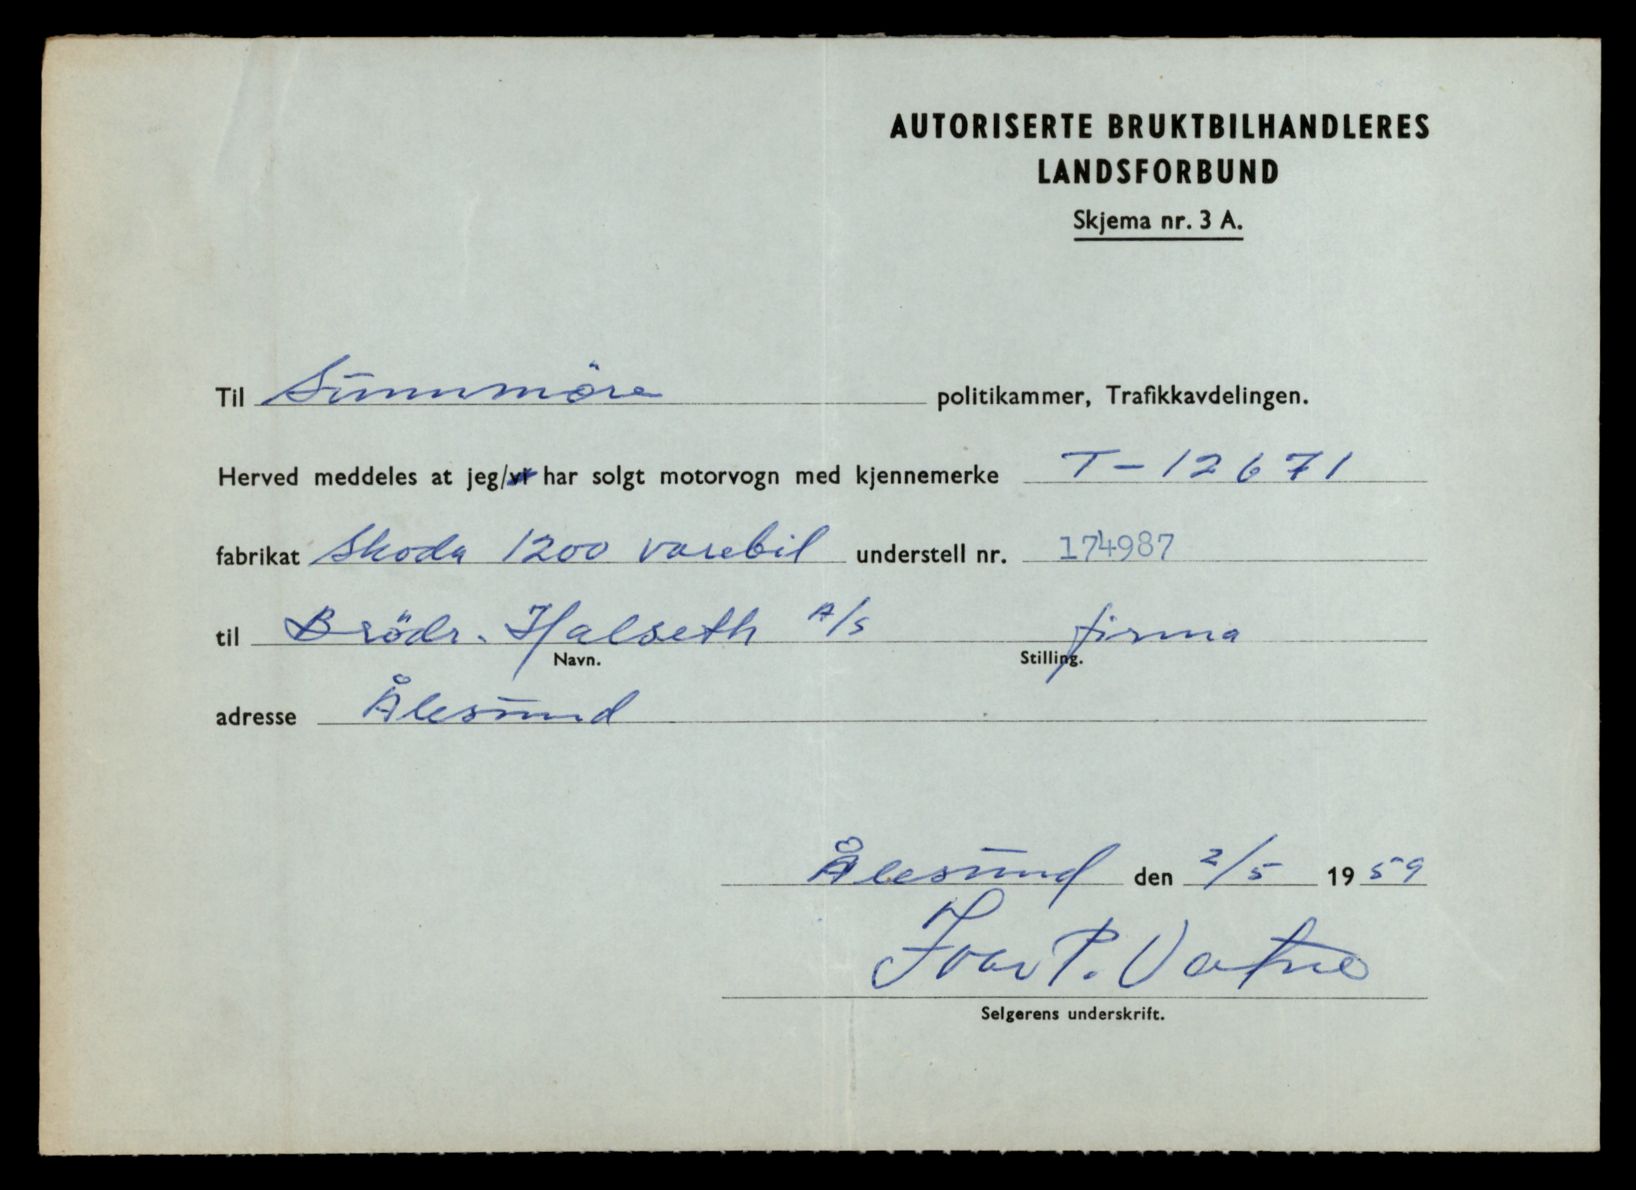 AUTORISERTE BRUKTBILHANDLERES
LANDSFORBUND
Skjema nr. 3 A.
Til Sunnmöre politikammer, Trafikkavdelingen.
Herved meddeles at jeg/vi har solgt motorvogn med kjennemerke T-12671
fabrikat Skoda 1200 varebil understell nr. 174987
til Brödr. Halseth A/S firma
Navn. Stilling.
adresse Ålesund
Ålesund den 2/5 1959
Ivar P. Vatne
Selgerens underskrift.